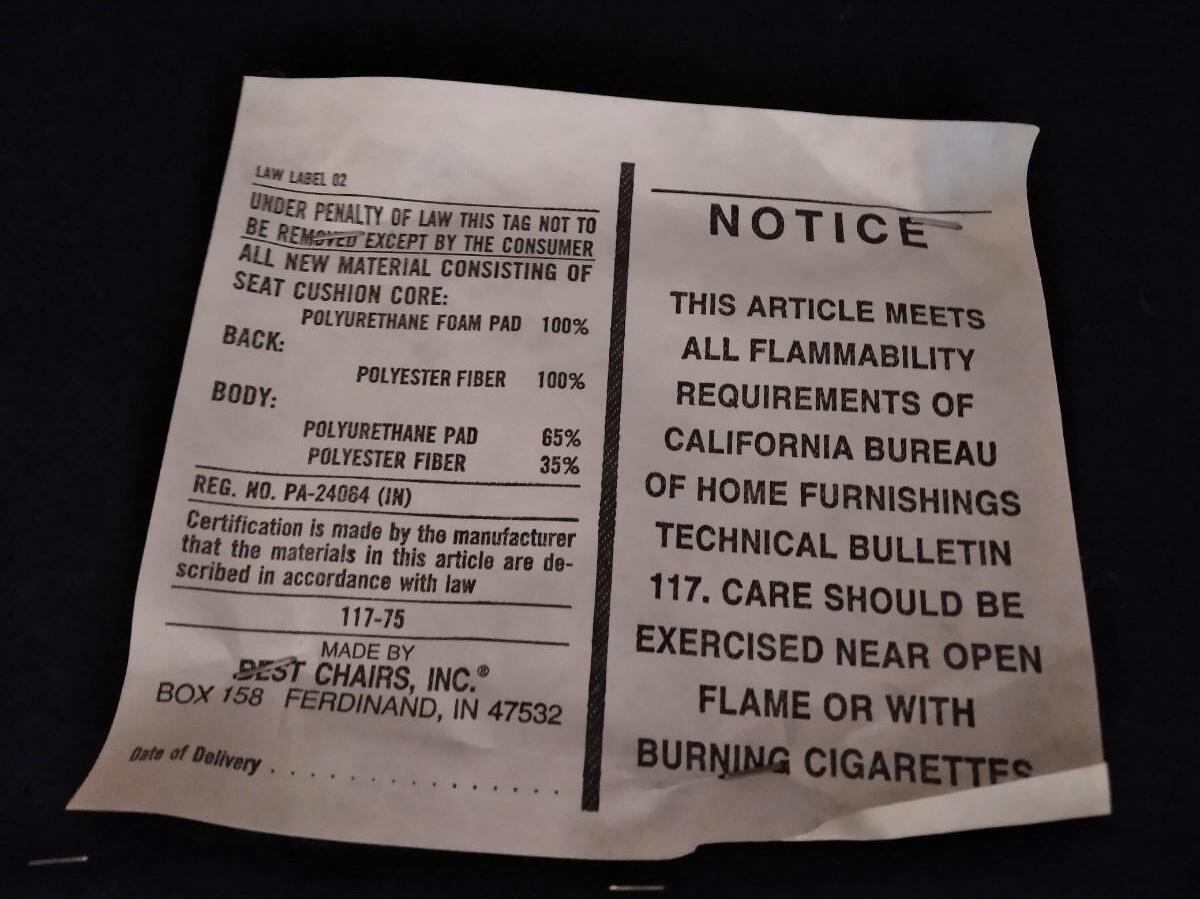 LAW LABEL 02
UNDER PENALTY OF LAW THIS TAG NOT TO
BE REMOVED EXCEPT BY THE CONSUMER
ALL NEW MATERIAL CONSISTING OF
SEAT CUSHION CORE:
POLYURETHANE FOAM PAD 100%
BACK:
POLYESTER FIBER 100%
BODY:
POLYURETHANE PAD 65%
POLYESTER FIBER 35%
REG. NO. PA-24064 (IN)
Certification is made by the manufacturer
that the materials in this article are de-
scribed in accordance with law
117-75
MADE BY
BEST CHAIRS, INC.®
BOX 158 FERDINAND, IN 47532
Date of Delivery . . . . . . . . . . . . . . . .
NOTICE
THIS ARTICLE MEETS
ALL FLAMMABILITY
REQUIREMENTS OF
CALIFORNIA BUREAU
OF HOME FURNISHINGS
TECHNICAL BULLETIN
117. CARE SHOULD BE
EXERCISED NEAR OPEN
FLAME OR WITH
BURNING CIGARETTES